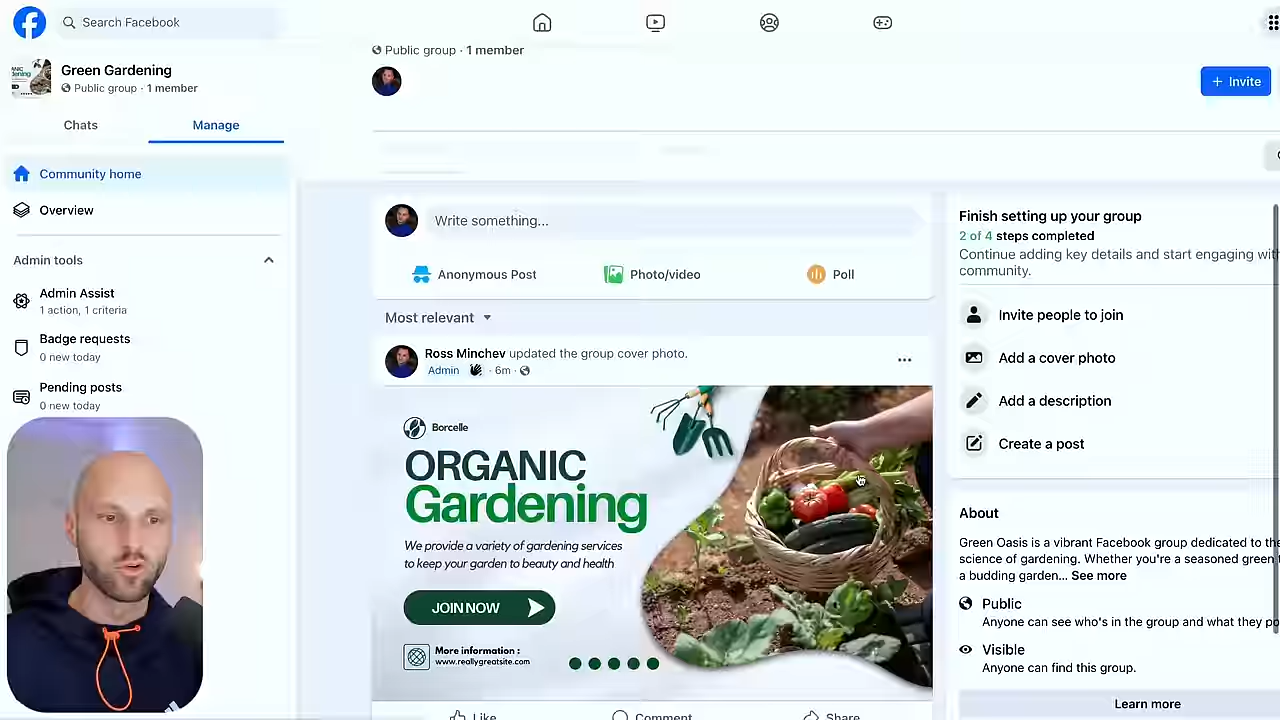 Search Facebook
Green Gardening
Public group · 1 member
Chats
Manage
Community home
Overview
Admin tools
Admin Assist
1 action, 1 criteria
Badge requests
0 new today
Pending posts
0 new today
Public group · 1 member
+ Invite
Write something...
Anonymous Post
Photo/video
Poll
Most relevant
Ross Minchev updated the group cover photo.
Admin · 6m ·
Borcelle
ORGANIC
Gardening
We provide a variety of gardening services
to keep your garden to beauty and health
JOIN NOW
More information :
www.reallygreatsite.com
Like
Comment
Share
Finish setting up your group
2 of 4 steps completed
Continue adding key details and start engaging with
community.
Invite people to join
Add a cover photo
Add a description
Create a post
About
Green Oasis is a vibrant Facebook group dedicated to the
science of gardening. Whether you're a seasoned green
a budding garden... See more
Public
Anyone can see who's in the group and what they po
Visible
Anyone can find this group.
Learn more